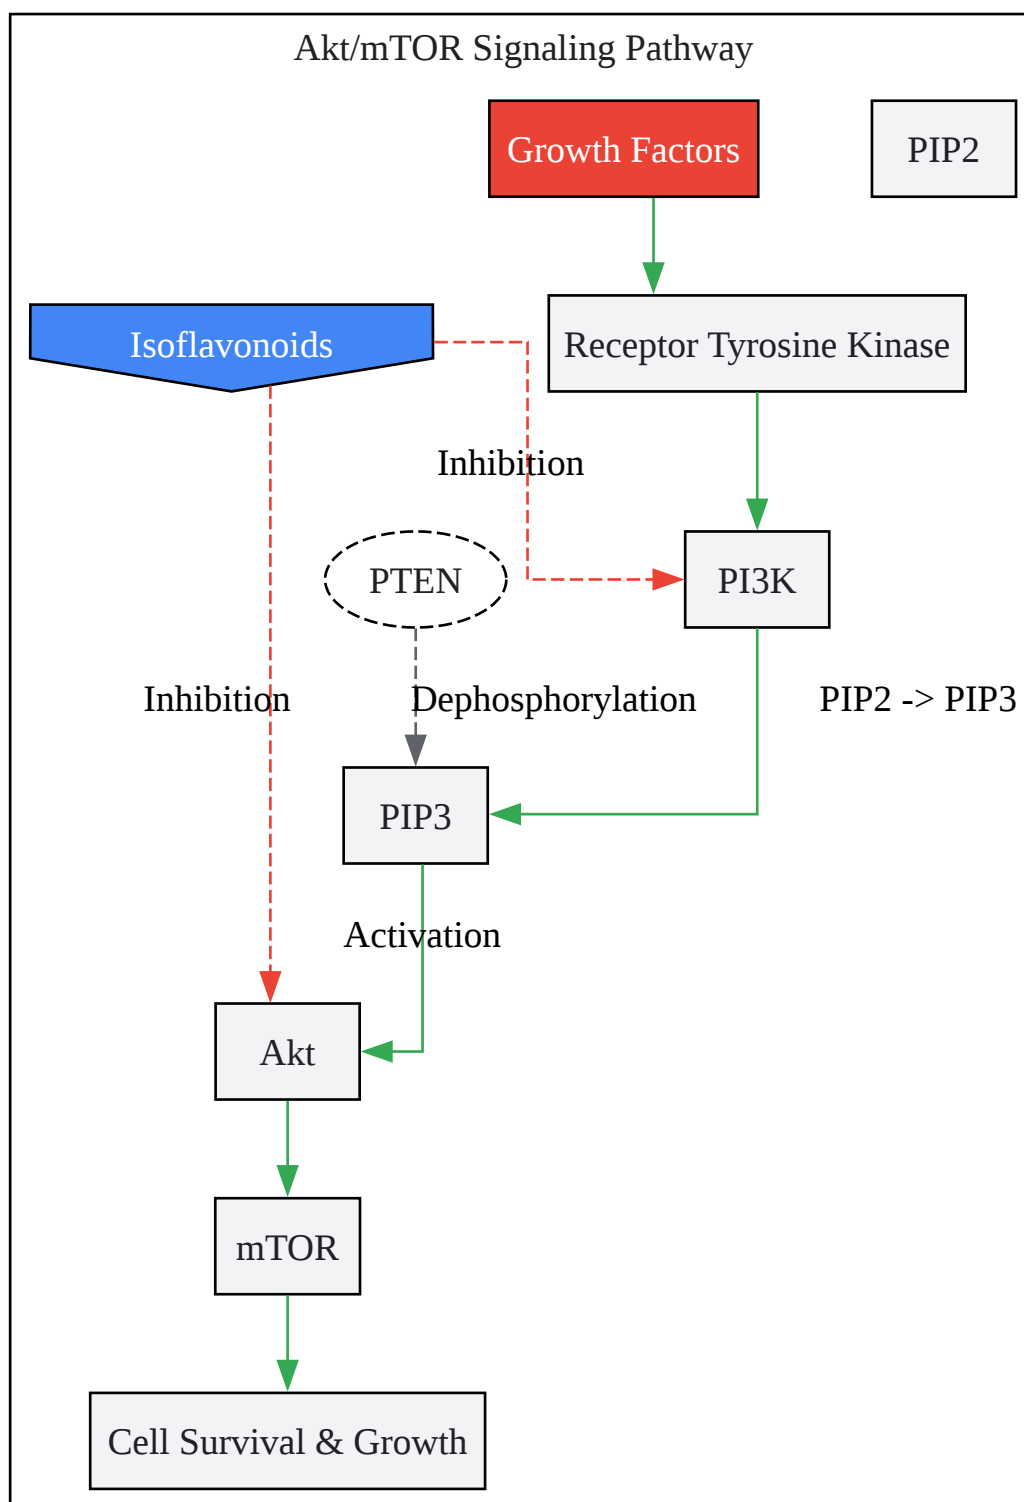 Akt/mTOR Signaling Pathway
Growth Factors
PIP2
Isoflavonoids
Receptor Tyrosine Kinase
Inhibition
PTEN
PI3K
Inhibition
Dephosphorylation
PIP2 -> PIP3
PIP3
Activation
Akt
mTOR
Cell Survival & Growth